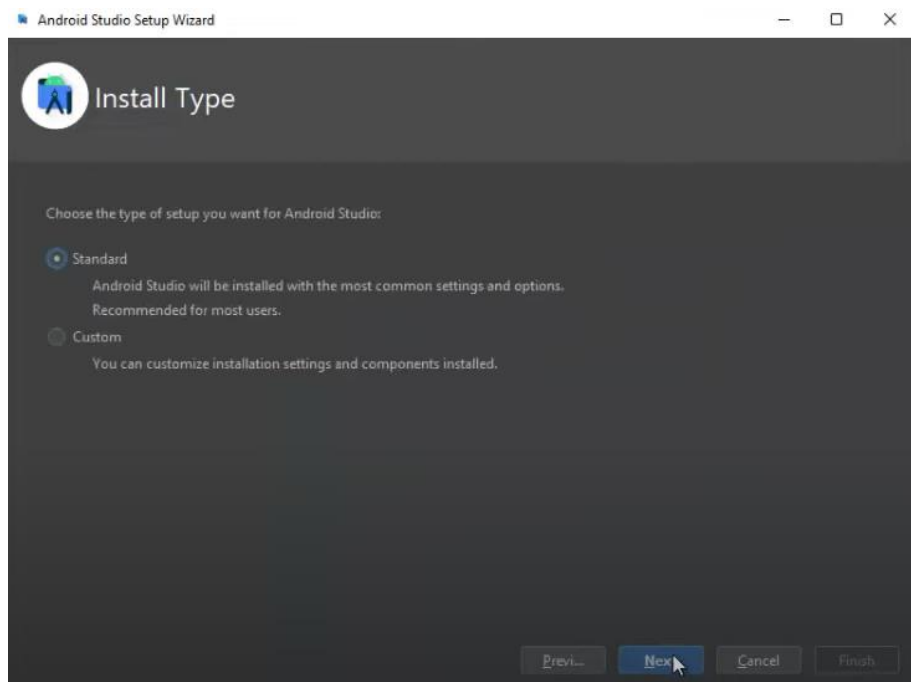 Android Studio Setup Wizard
Install Type
Choose the type of setup you want for Android Studio:
Standard
Android Studio will be installed with the most common settings and options.
Recommended for most users.
Custom
You can customize installation settings and components installed.
Previ... Next Cancel Finish